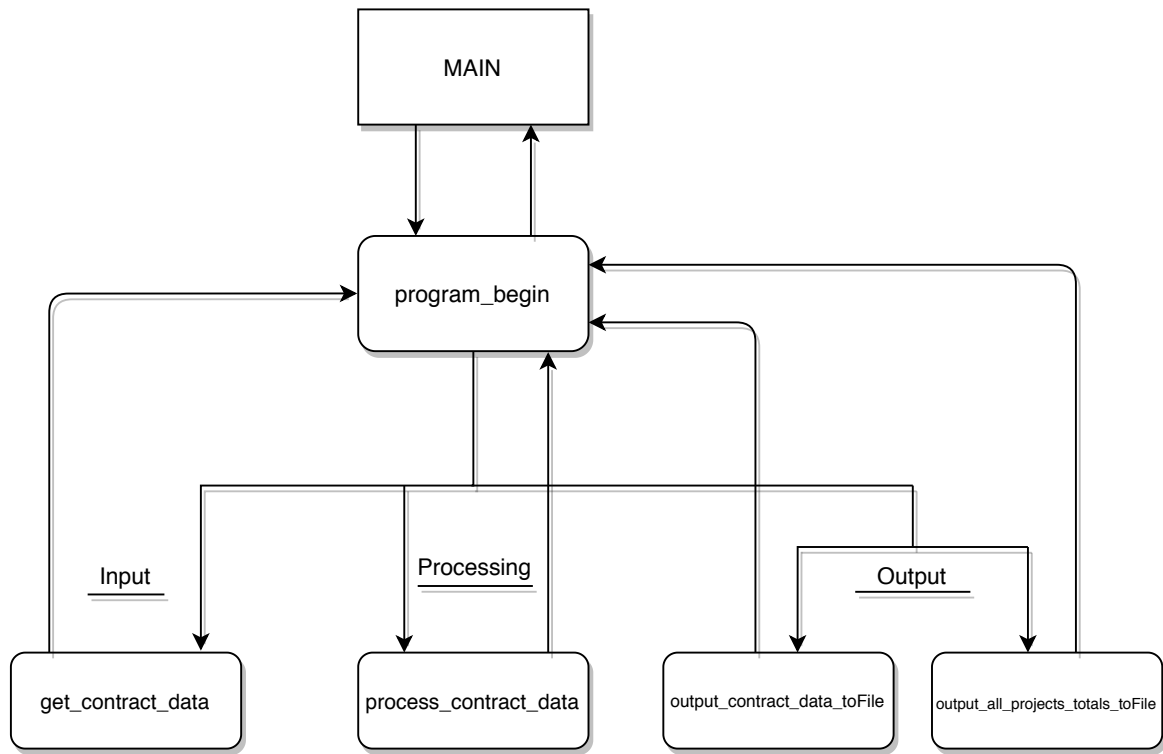 MAIN
program_begin
Input
Processing
Output
get_contract_data
process_contract_data
output_contract_data_toFile
output_all_projects_totals_toFile